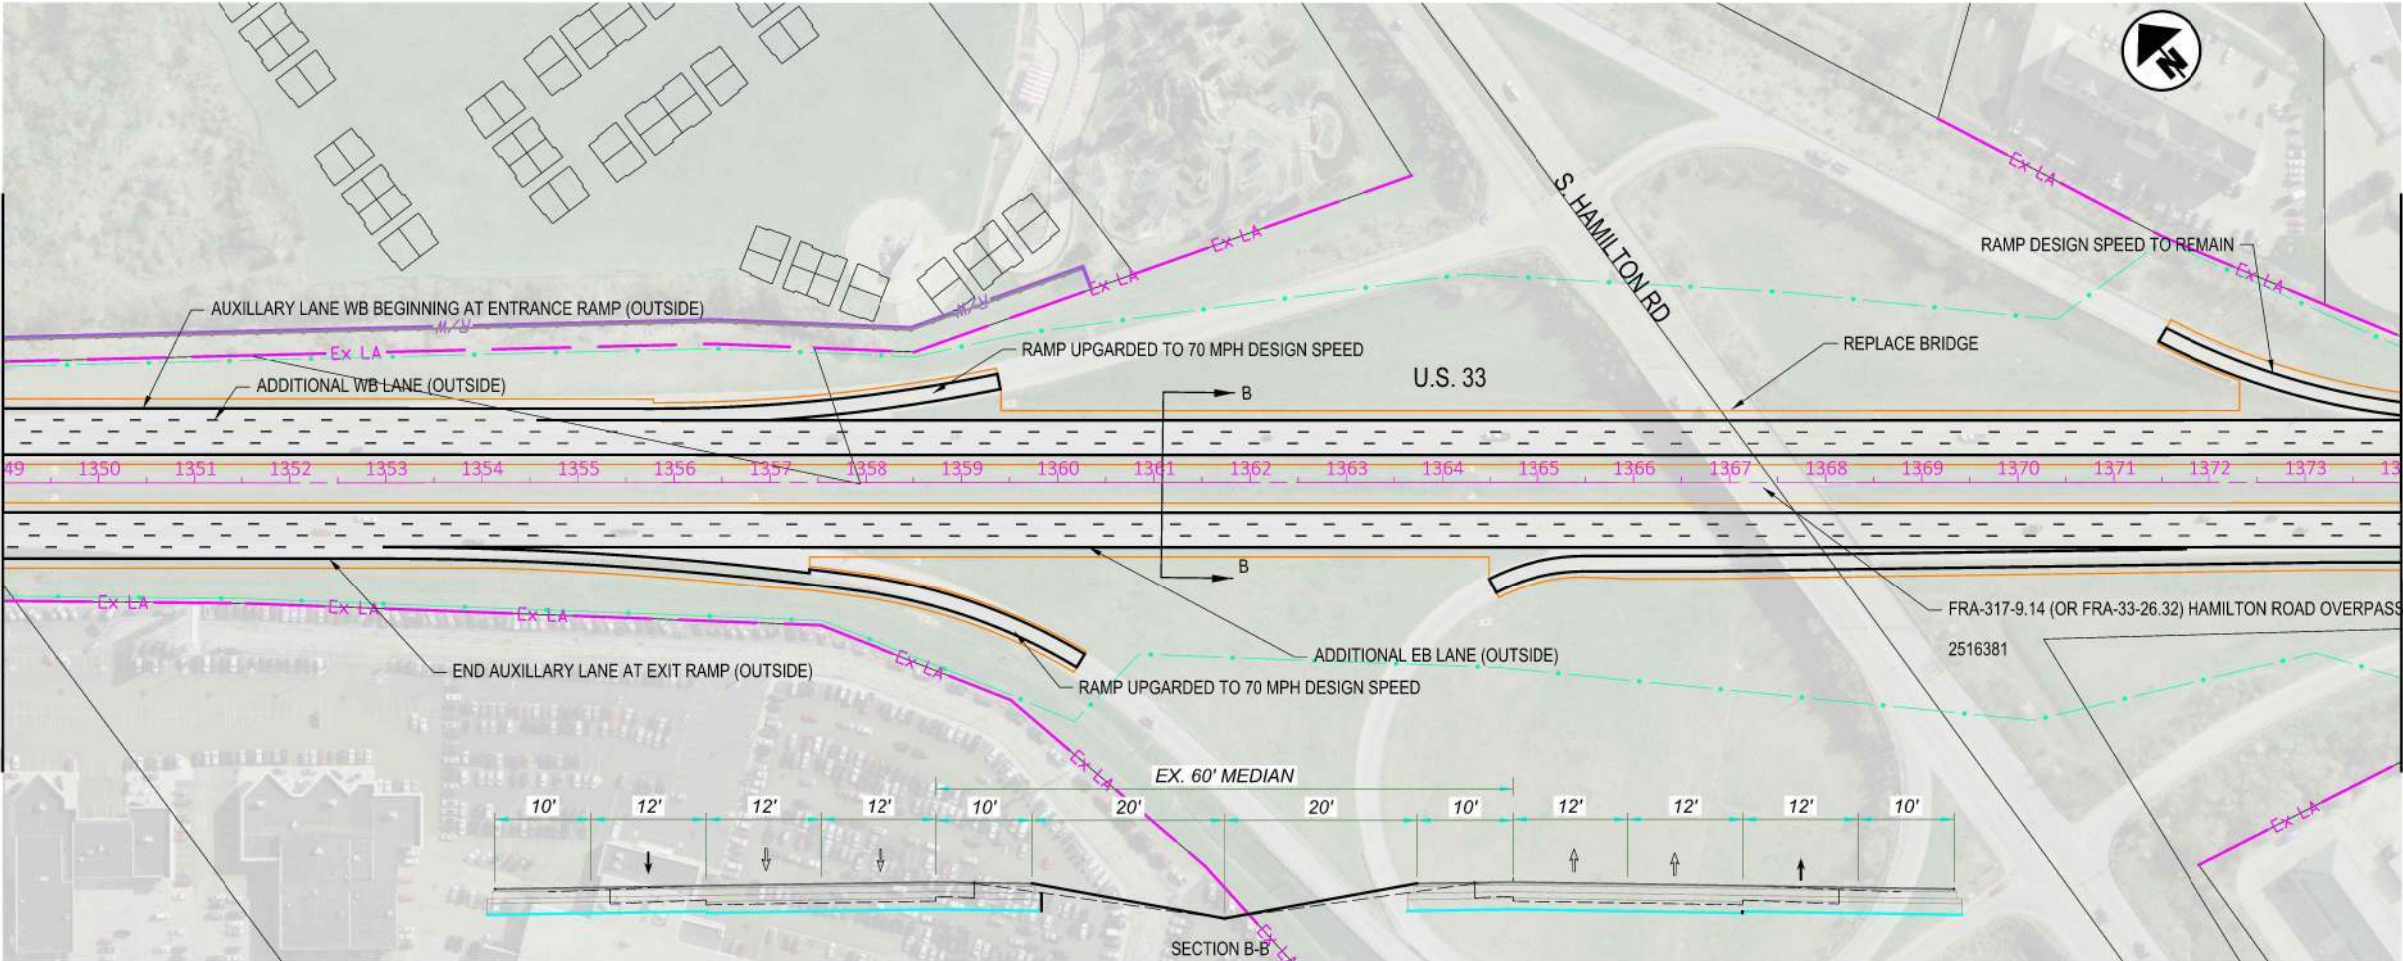 N
S. HAMILTON RD
Ex LA
RAMP DESIGN SPEED TO REMAIN
Ex LA
Ex LA
Ex LA
R/W
AUXILLARY LANE WB BEGINNING AT ENTRANCE RAMP (OUTSIDE)
R/W
Ex LA
RAMP UPGARDED TO 70 MPH DESIGN SPEED
REPLACE BRIDGE
ADDITIONAL WB LANE (OUTSIDE)
U.S. 33
B
49 1350 1351 1352 1353 1354 1355 1356 1357 1358 1359 1360 1361 1362 1363 1364 1365 1366 1367 1368 1369 1370 1371 1372 1373 13
B
Ex LA Ex LA Ex LA
FRA-317-9.14 (OR FRA-33-26.32) HAMILTON ROAD OVERPASS
2516381
END AUXILLARY LANE AT EXIT RAMP (OUTSIDE)
Ex LA
ADDITIONAL EB LANE (OUTSIDE)
RAMP UPGARDED TO 70 MPH DESIGN SPEED
Ex LA
EX. 60' MEDIAN
10' 12' 12' 12' 10' 20' 20' 10' 12' 12' 12' 10'
Ex LA
SECTION B-B
Ex LA